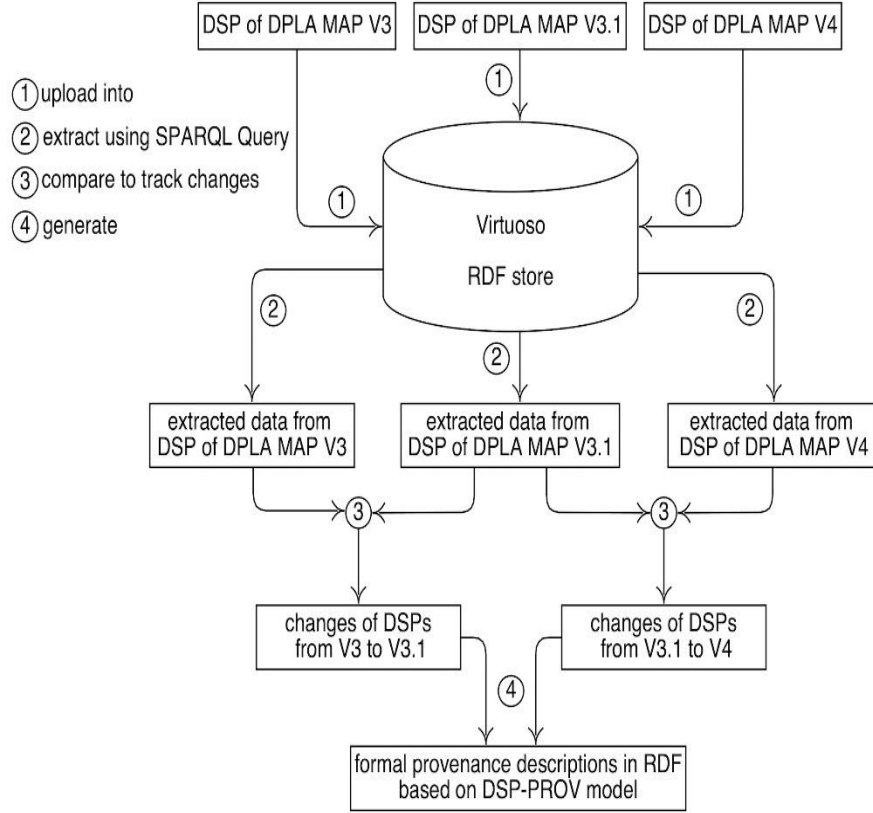 DSP of DPLA MAP V3
DSP of DPLA MAP V3.1
DSP of DPLA MAP V4
1 upload into
2 extract using SPARQL Query
3 compare to track changes
4 generate
1
1
1
Virtuoso
RDF store
2
2
2
extracted data from
DSP of DPLA MAP V3
extracted data from
DSP of DPLA MAP V3.1
extracted data from
DSP of DPLA MAP V4
3
3
changes of DSPs
from V3 to V3.1
changes of DSPs
from V3.1 to V4
4
formal provenance descriptions in RDF
based on DSP-PROV model